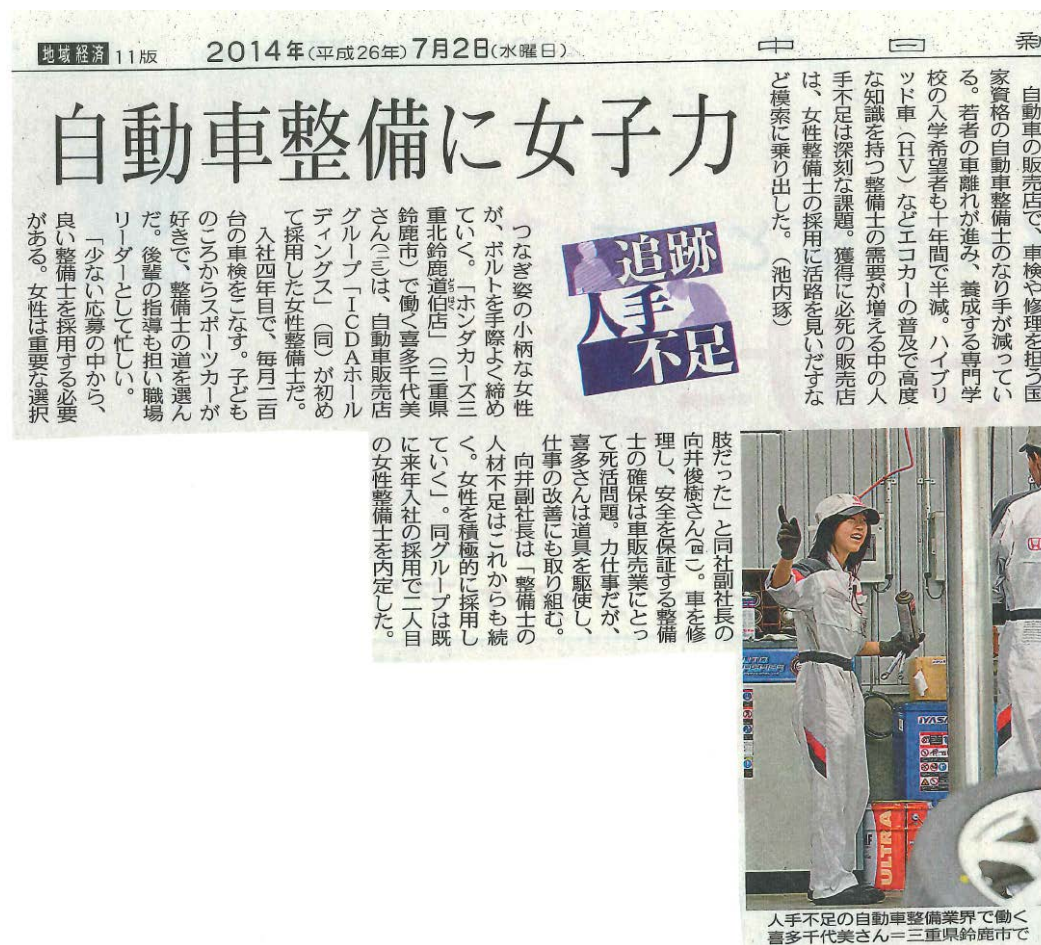 地域経済 11版 2014年(平成26年)7月2日(水曜日) 中日新
自動車整備に女子力
自動車の販売店で、車検や修理を担う国
家資格の自動車整備士のなり手が減ってい
る。若者の車離れが進み、養成する専門学
校の入学希望者も十年間で半減。ハイブリ
ッド車（HV）などエコカーの普及で高度
な知識を持つ整備士の需要が増える中の人
手不足は深刻な課題。獲得に必死の販売店
は、女性整備士の採用に活路を見いだすな
ど模索に乗り出した。（池内琢）
追跡
人手
不足
つなぎ姿の小柄な女性
が、ボルトを手際よく締め
ていく。「ホンダカーズ三
重北鈴鹿道伯店」（三重県
鈴鹿市）で働く喜多千代美
さん(二三)は、自動車販売店
グループ「ICDAホール
ディングス」（同）が初め
て採用した女性整備士だ。
入社四年目で、毎月二百
台の車検をこなす。子ども
のころからスポーツカーが
好きで、整備士の道を選ん
だ。後輩の指導も担い職場
リーダーとして忙しい。
「少ない応募の中から、
良い整備士を採用する必要
がある。女性は重要な選択
肢だった」と同社副社長の
向井俊樹さん(四一)。車を修
理し、安全を保証する整備
士の確保は車販売業にとっ
て死活問題。力仕事だが、
喜多さんは道具を駆使し、
仕事の改善にも取り組む。
向井副社長は「整備士の
人材不足はこれからも続
く。女性を積極的に採用し
ていく」。同グループは既
に来年入社の採用で二人目
の女性整備士を内定した。
ULTRA
人手不足の自動車整備業界で働く
喜多千代美さん＝三重県鈴鹿市で